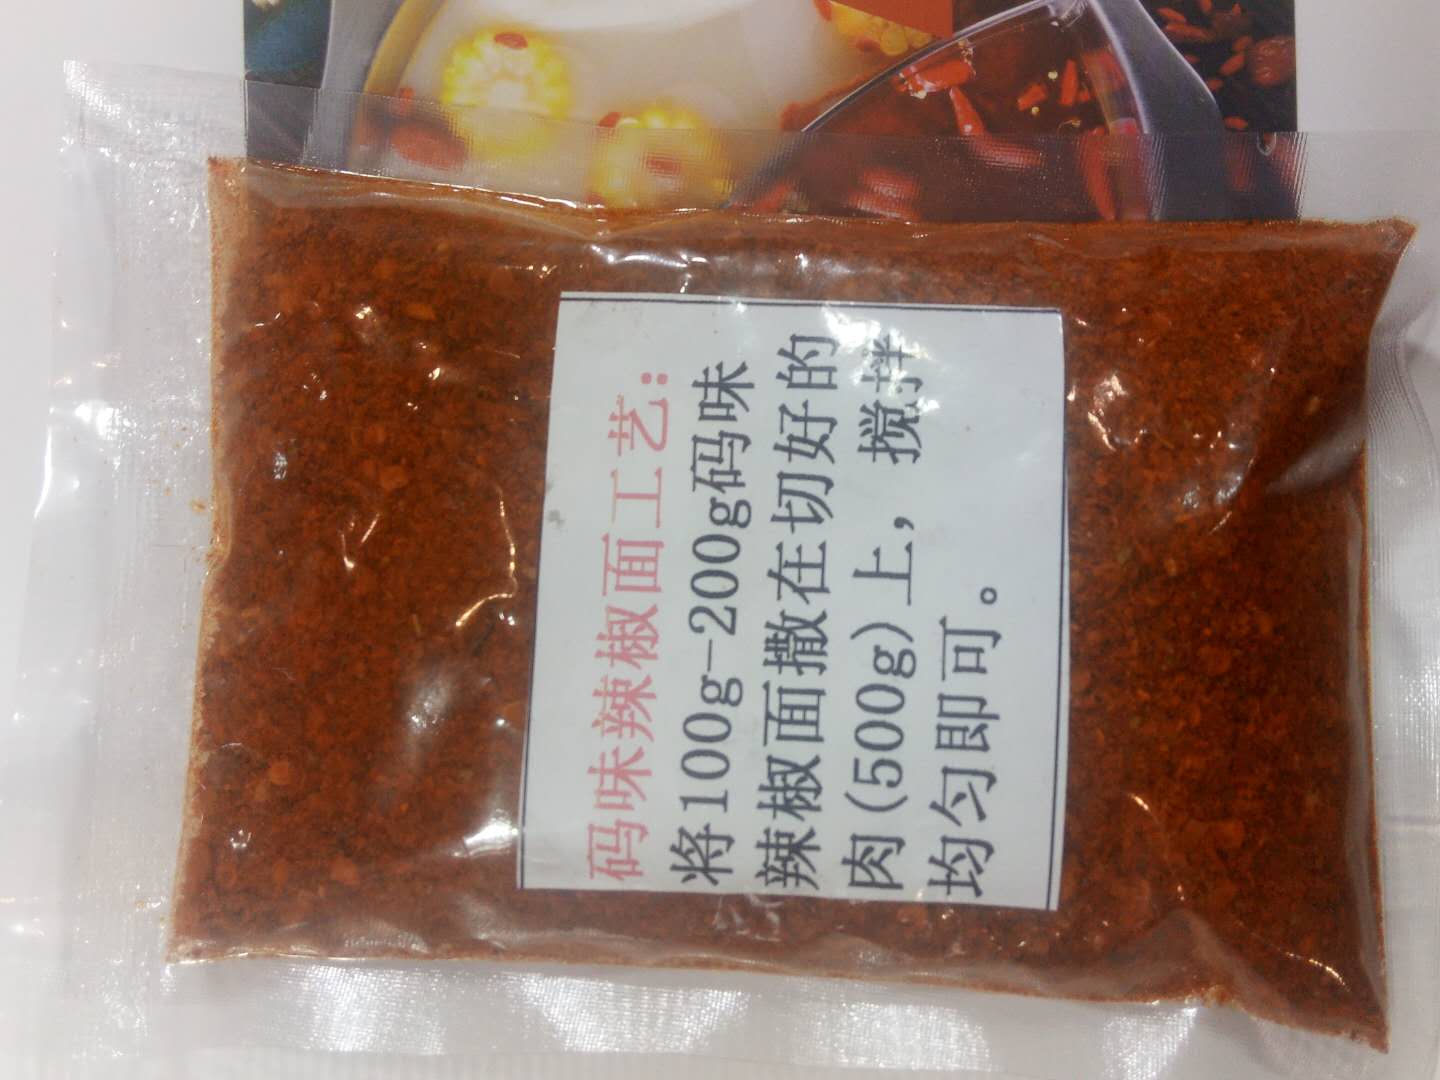 码味辣椒面工艺:
将100g-200g码味
辣椒面撒在切好的
肉(500g)上, 搅拌
均匀即可。